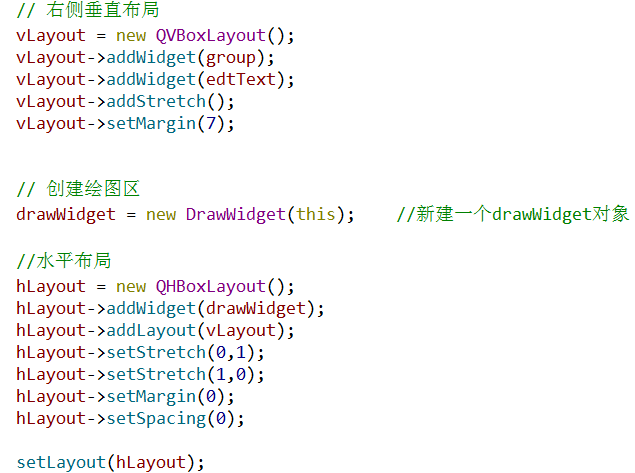 // 右侧垂直布局
vLayout = new QVBoxLayout();
vLayout->addWidget(group);
vLayout->addWidget(edtText);
vLayout->addStretch();
vLayout->setMargin(7);
// 创建绘图区
drawWidget = new DrawWidget(this);    //新建一个drawWidget对象
//水平布局
hLayout = new QHBoxLayout();
hLayout->addWidget(drawWidget);
hLayout->addLayout(vLayout);
hLayout->setStretch(0,1);
hLayout->setStretch(1,0);
hLayout->setMargin(0);
hLayout->setSpacing(0);
setLayout(hLayout);